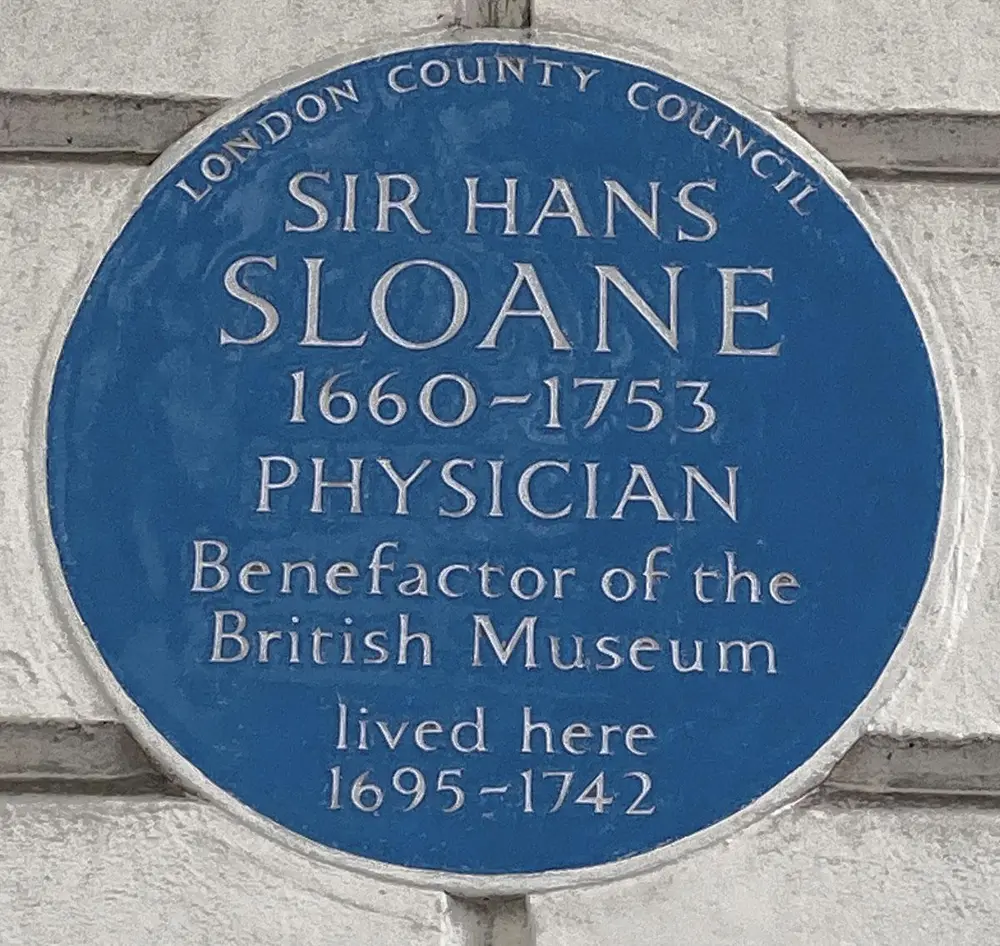 LONDON COUNTY COUNCIL
SIR HANS
SLOANE
1660-1753
PHYSICIAN
Benefactor of the
British Museum
lived here
1695-1742